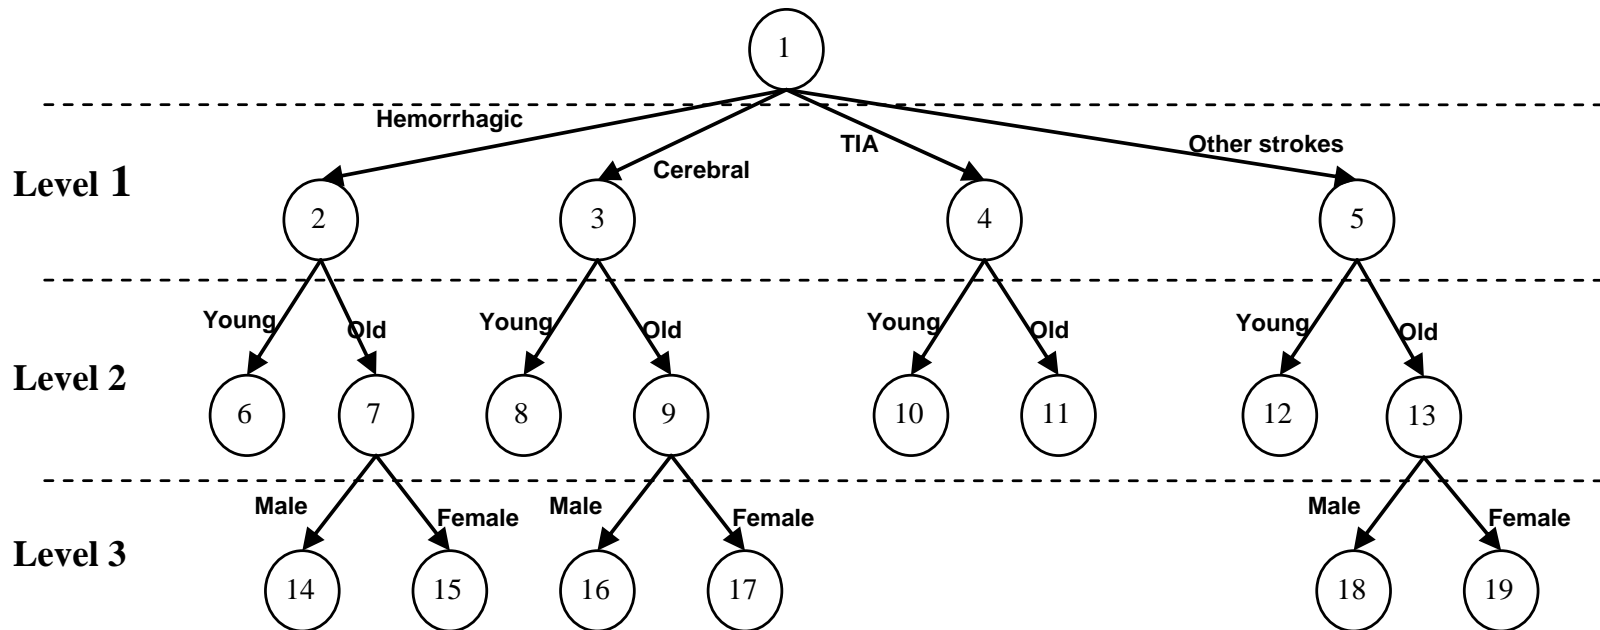 1
Hemorrhagic
TIA
Other strokes
Cerebral
Level 1
2
3
4
5
Young
Old
Young
Old
Young
Old
Young
Old
Level 2
6
7
8
9
10
11
12
13
Male
Female
Male
Female
Male
Female
Level 3
14
15
16
17
18
19